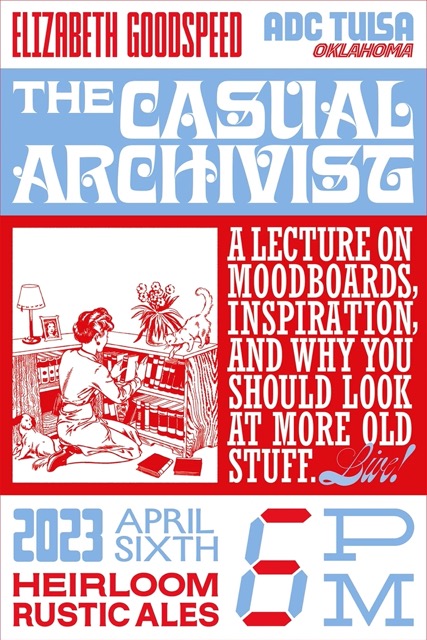 ELIZABETH GOODSPEED
ADC TULSA
OKLAHOMA
THE CASUAL
ARCHIVIST
A LECTURE ON
MOODBOARDS,
INSPIRATION,
AND WHY YOU
SHOULD LOOK
AT MORE OLD
STUFF. Live!
2023 APRIL
SIXTH
6 PM
HEIRLOOM
RUSTIC ALES